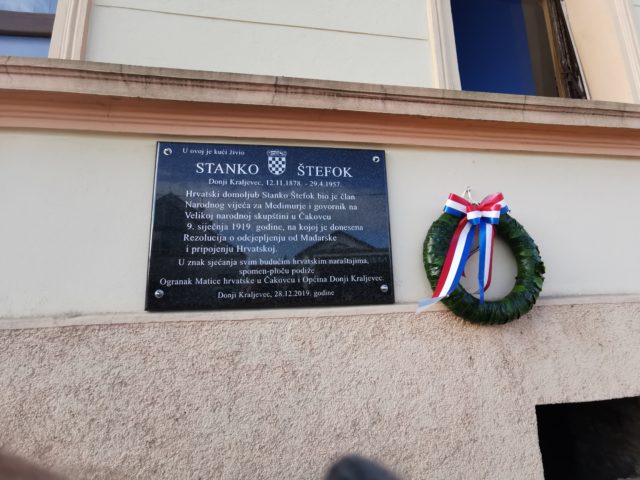 U ovoj je kući živio
STANKO ŠTEFOK
Donji Kraljevec, 12.11.1878. - 29.4.1957.
Hrvatski domoljub Stanko Štefok bio je član
Narodnog vijeća za Međimurje i govornik na
Velikoj narodnoj skupštini u Čakovcu
9. siječnja 1919. godine, na kojoj je donesena
Rezolucija o odcjepljenju od Mađarske
i pripojenju Hrvatskoj.
U znak sjećanja svim budućim hrvatskim naraštajima,
spomen-ploču podiže
Ogranak Matice hrvatske u Čakovcu i Općina Donji Kraljevec.
Donji Kraljevec, 28.12.2019. godine